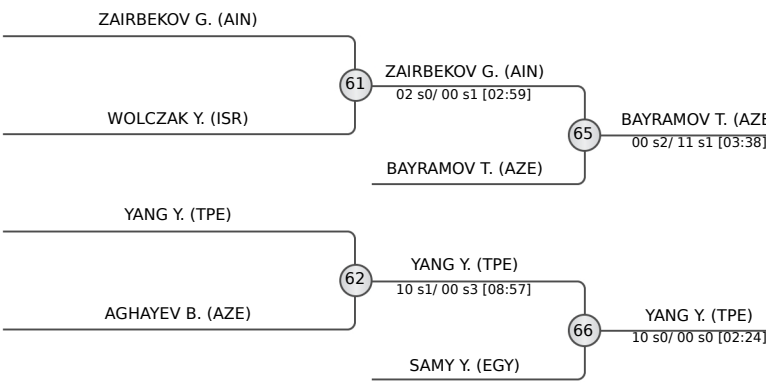 ZAIRBEKOV G. (AIN)
61
ZAIRBEKOV G. (AIN)
02 s0/ 00 s1 [02:59]
WOLCZAK Y. (ISR)
65
BAYRAMOV T. (AZE
00 s2/ 11 s1 [03:38]
BAYRAMOV T. (AZE)
YANG Y. (TPE)
62
YANG Y. (TPE)
10 s1/ 00 s3 [08:57]
AGHAYEV B. (AZE)
66
YANG Y. (TPE)
10 s0/ 00 s0 [02:24]
SAMY Y. (EGY)